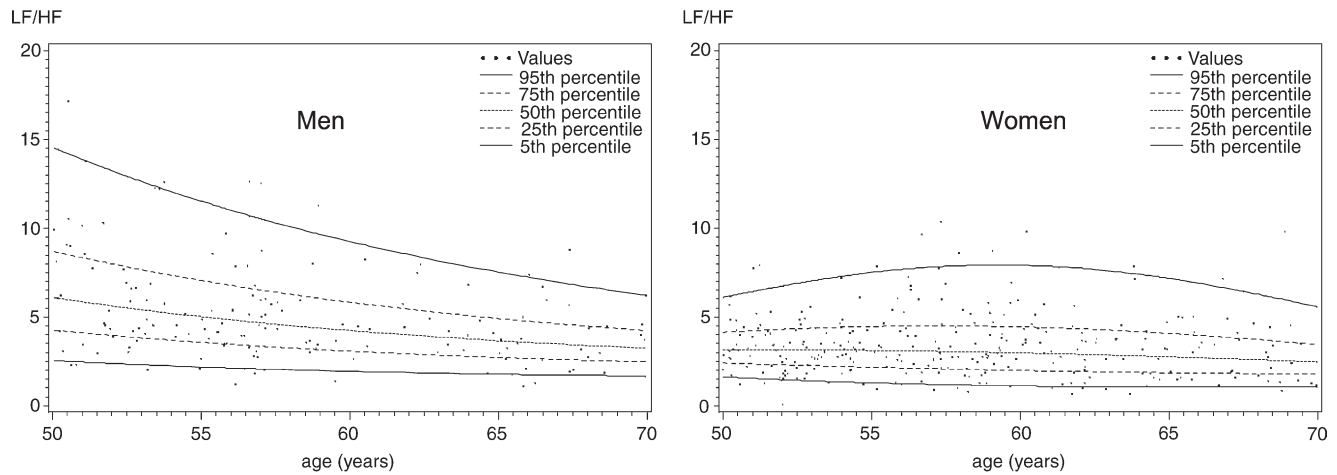 LF/HF
20
15
10
5
0
50
55
60
65
70
age (years)
Men
Values
95th percentile
75th percentile
50th percentile
25th percentile
5th percentile
LF/HF
20
15
10
5
0
50
55
60
65
70
age (years)
Women
Values
95th percentile
75th percentile
50th percentile
25th percentile
5th percentile